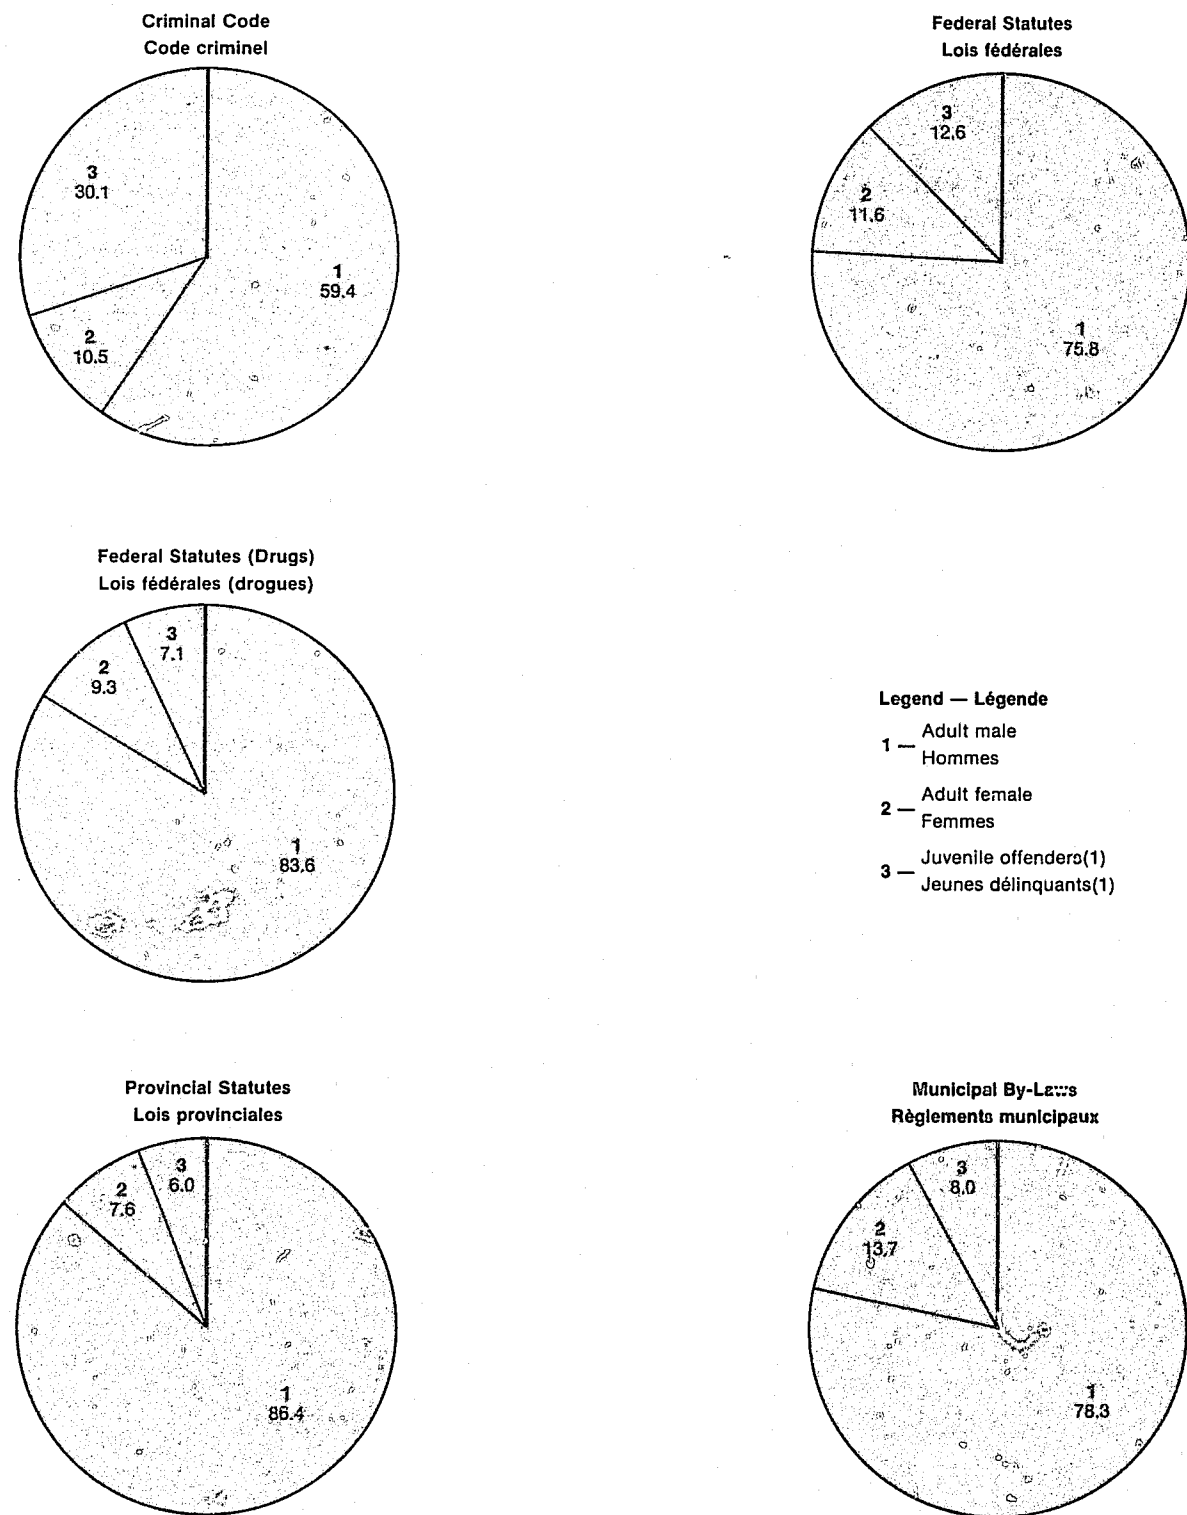 Criminal Code
Code criminel
3
30.1
1
59.4
2
10.5
Federal Statutes
Lois fédérales
3
12.6
2
11.6
1
75.8
Federal Statutes (Drugs)
Lois fédérales (drogues)
3
7.1
2
9.3
1
83.6
Legend — Légende
1 — Adult male
Hommes
2 — Adult female
Femmes
3 — Juvenile offenders(1)
Jeunes délinquants(1)
Provincial Statutes
Lois provinciales
3
6.0
2
7.6
1
86.4
Municipal By-Laws
Règlements municipaux
3
8.0
2
13.7
1
78.3